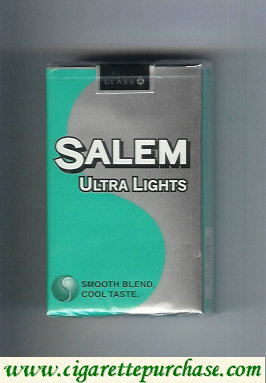 CLASS A
SALEM
ULTRA LIGHTS
SMOOTH BLEND.
COOL TASTE.
www.cigarettepurchase.com